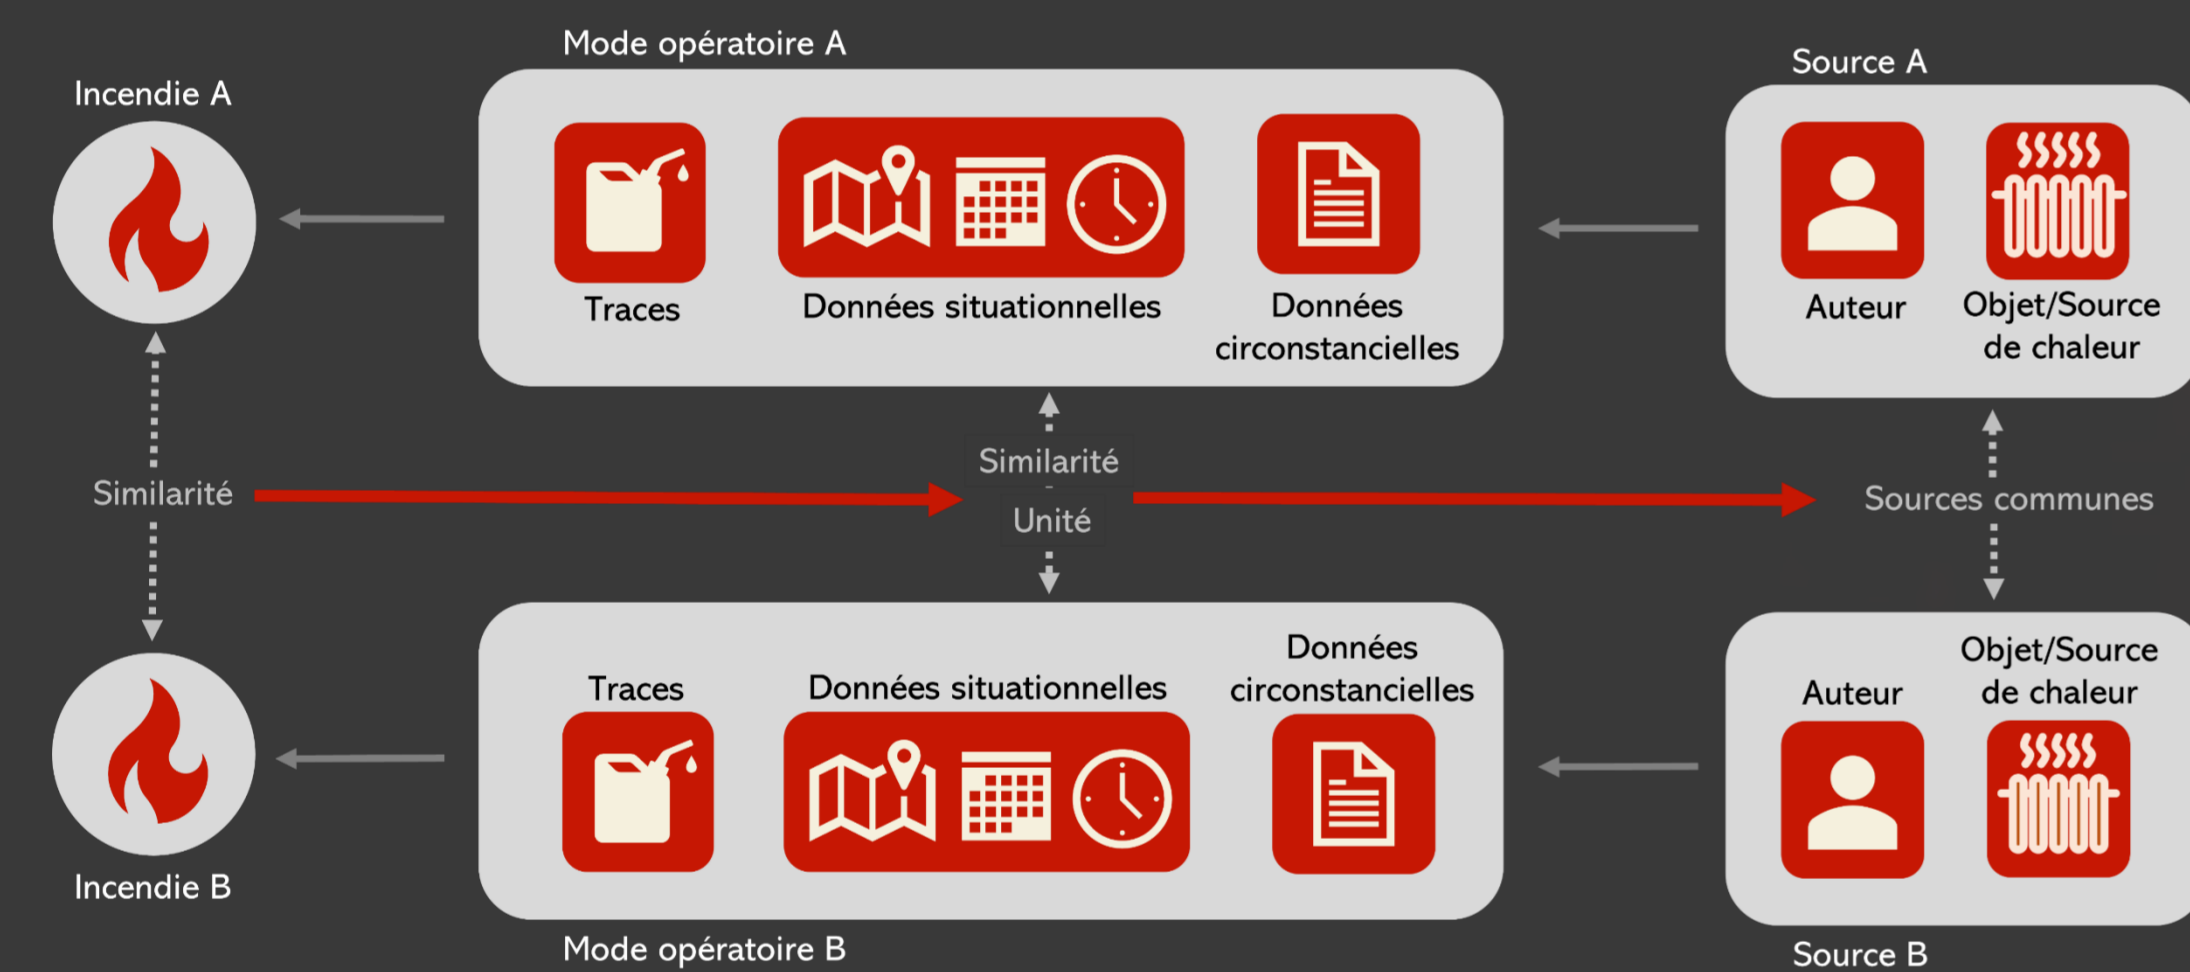 Mode opératoire A
Source A
Incendie A
Traces
Données situationnelles
Données
circonstancielles
Auteur
Objet/Source
de chaleur
Similarité
Similarité
Unité
Sources communes
Traces
Données situationnelles
Données
circonstancielles
Auteur
Objet/Source
de chaleur
Incendie B
Mode opératoire B
Source B